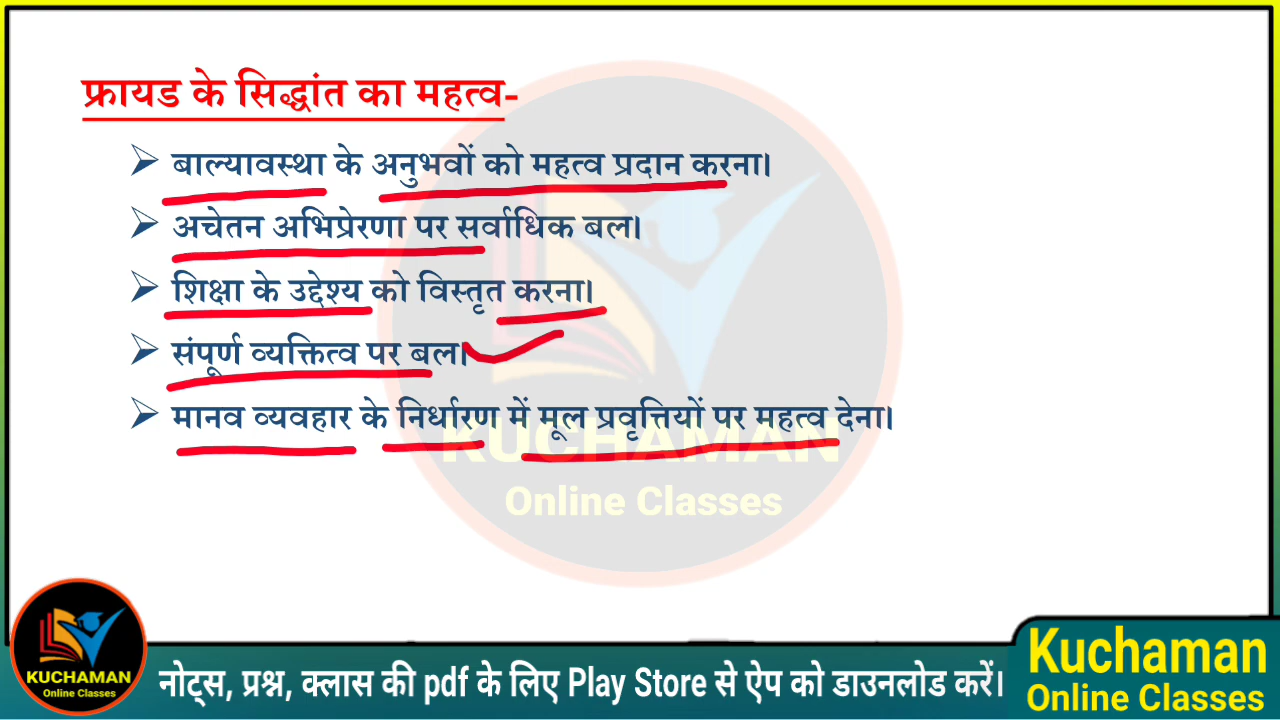 फ्रायड के सिद्धांत का महत्व-
➢ बाल्यावस्था के अनुभवों को महत्व प्रदान करना।
➢ अचेतन अभिप्रेरणा पर सर्वाधिक बल।
➢ शिक्षा के उद्देश्य को विस्तृत करना।
➢ संपूर्ण व्यक्तित्व पर बल।
➢ मानव व्यवहार के निर्धारण में मूल प्रवृत्तियों पर महत्व देना।
KUCHAMAN
Online Classes
KUCHAMAN
Online Classes
नोट्स, प्रश्न, क्लास की pdf के लिए Play Store से ऐप को डाउनलोड करें।
Kuchaman
Online Classes